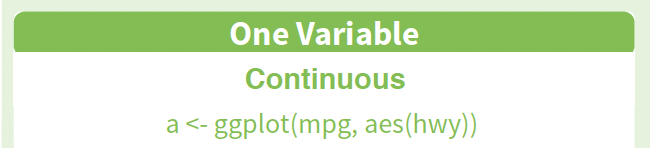 One Variable
Continuous
a <- ggplot(mpg, aes(hwy))